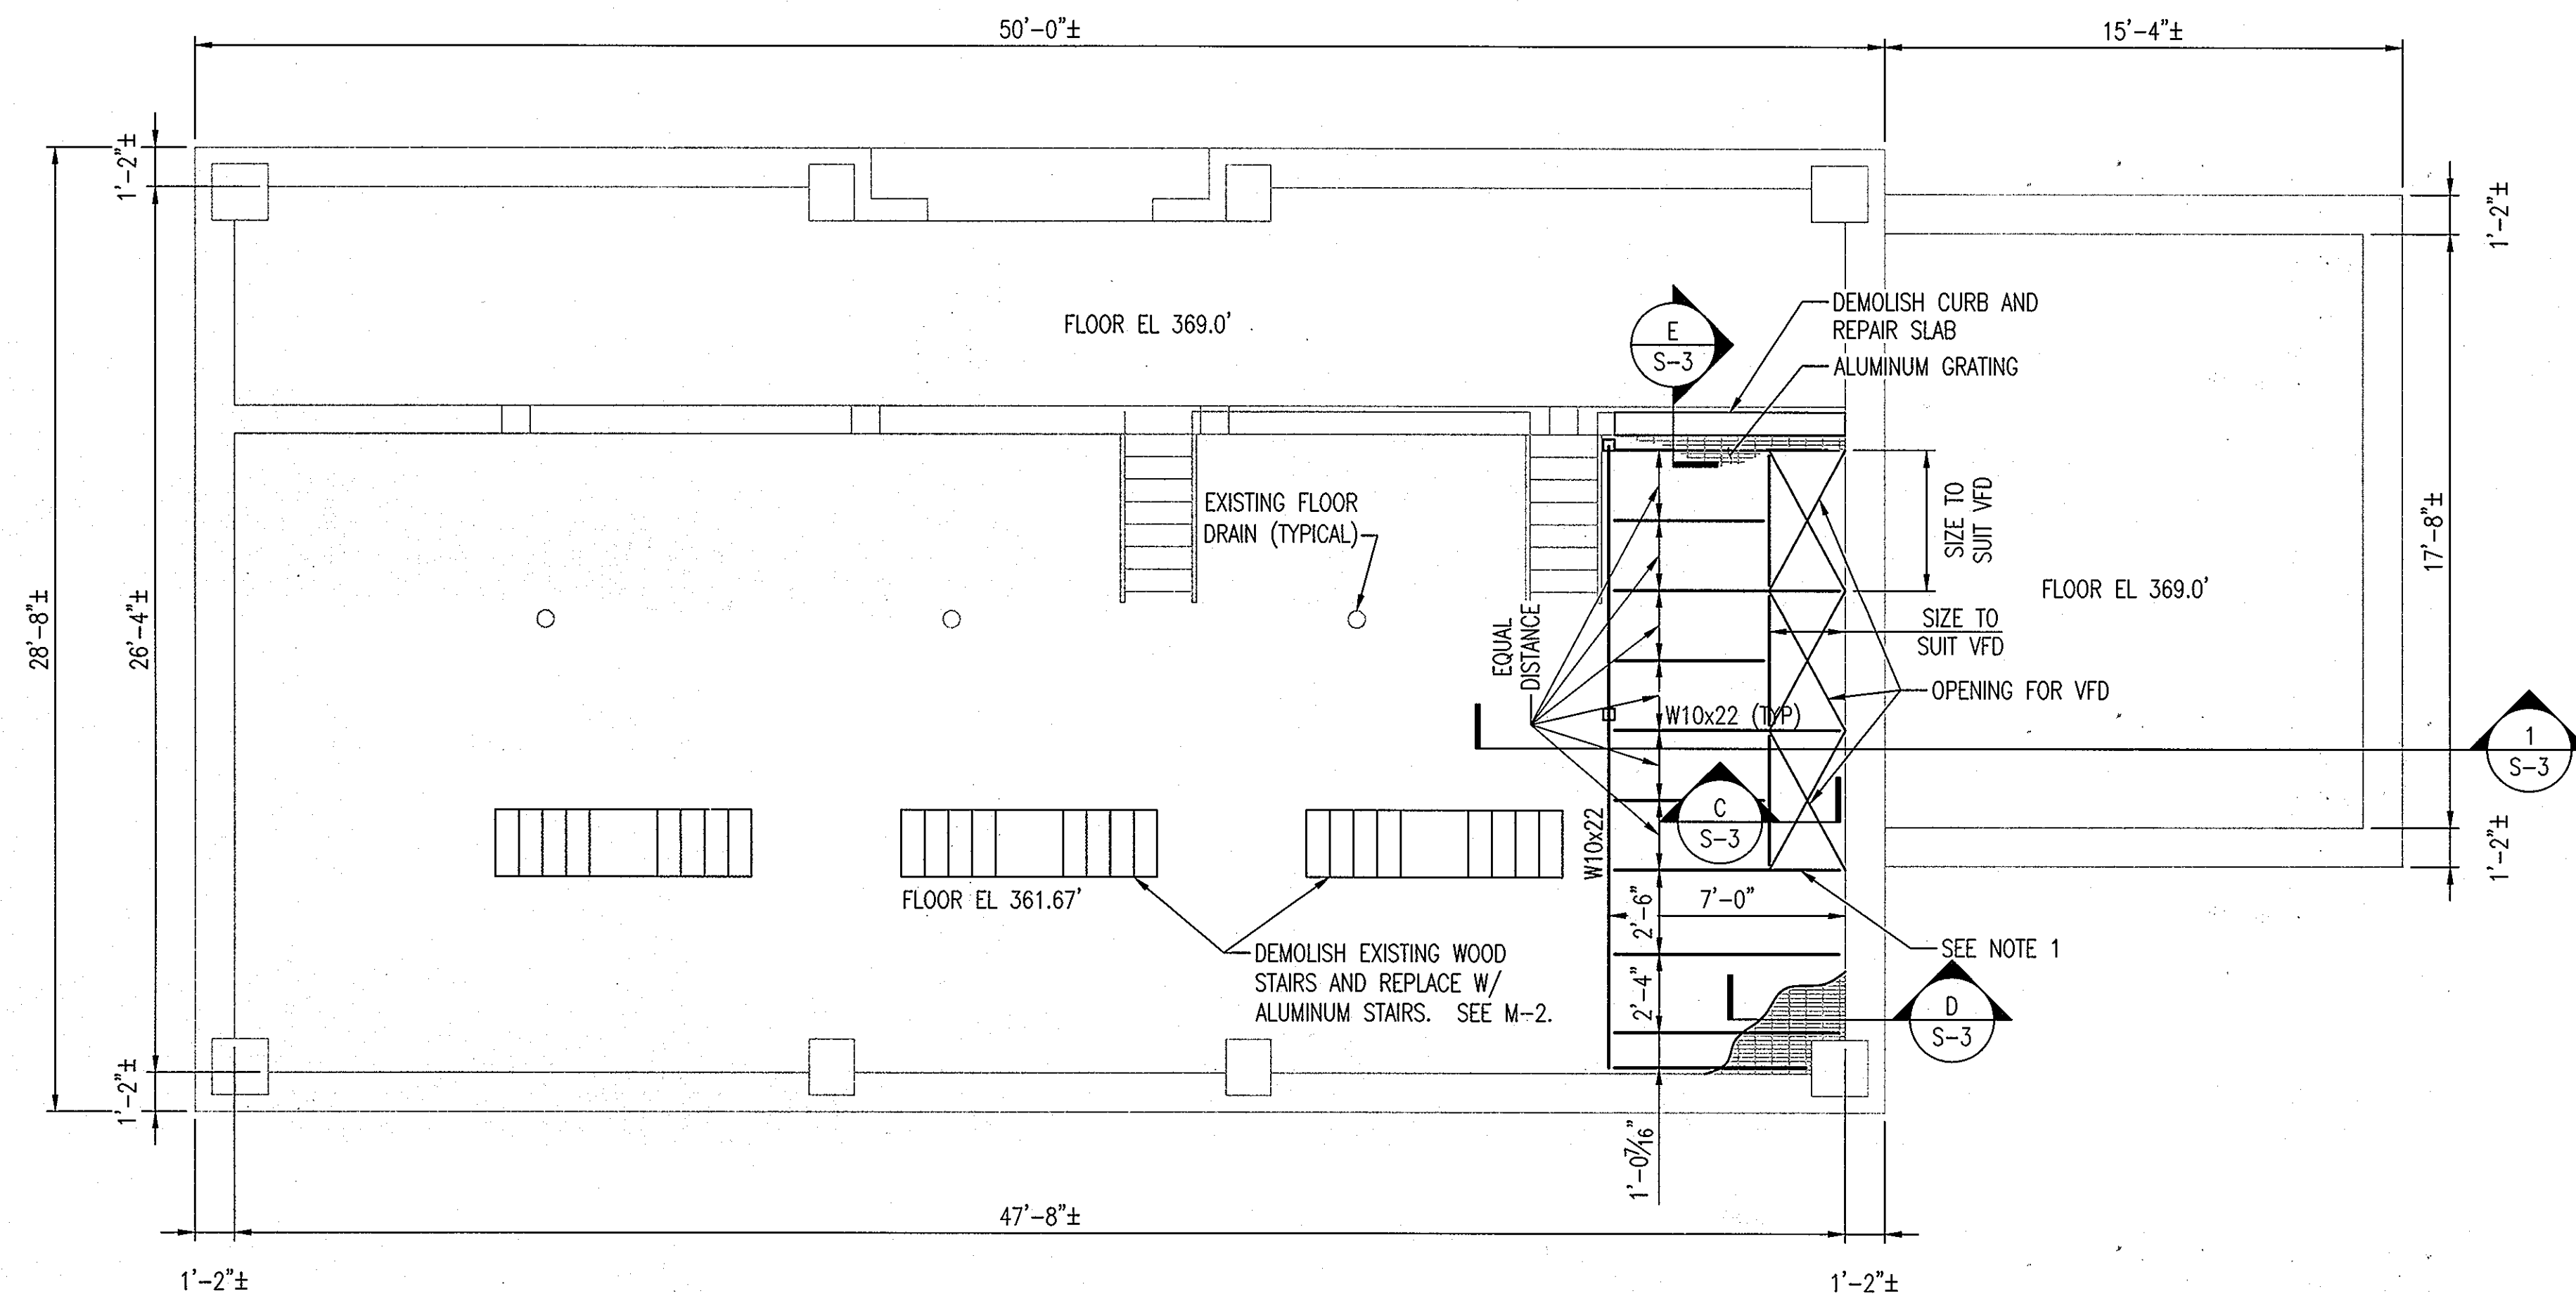 50'-0"±
15'-4"±
1'-2"±
1'-2"±
28'-8"±
26'-4"±
FLOOR EL 369.0'
E
S-3
DEMOLISH CURB AND
REPAIR SLAB
ALUMINUM GRATING
EXISTING FLOOR
DRAIN (TYPICAL)
SIZE TO
SUIT VFD
FLOOR EL 369.0'
17'-8"±
EQUAL
DISTANCE
SIZE TO
SUIT VFD
OPENING FOR VFD
W10x22 (TYP)
1
S-3
C
S-3
W10x22
1'-2"±
FLOOR EL 361.67'
2'-6"
7'-0"
DEMOLISH EXISTING WOOD
STAIRS AND REPLACE W/
ALUMINUM STAIRS. SEE M-2.
SEE NOTE 1
2'-4"
D
S-3
1'-2"±
1'-0 7/16"
47'-8"±
1'-2"±
1'-2"±